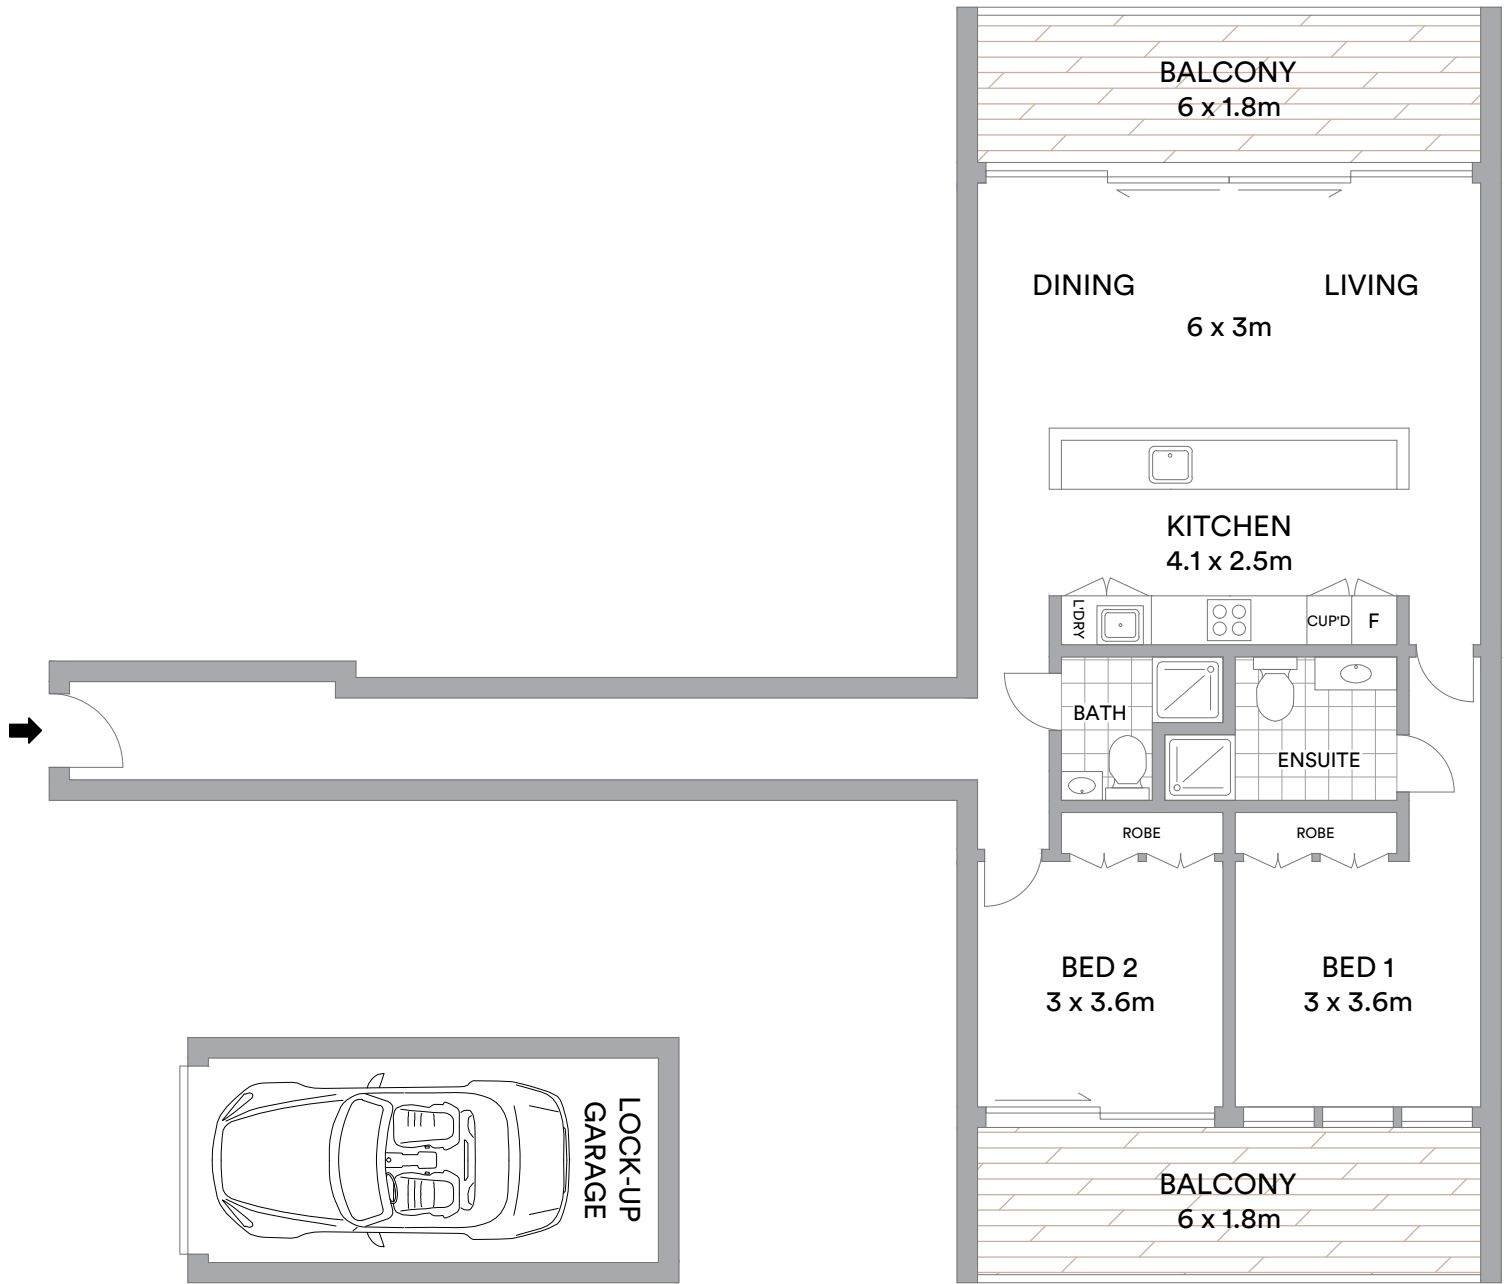 BALCONY
6 x 1.8m
DINING
LIVING
6 x 3m
KITCHEN
4.1 x 2.5m
L'DRY
CUP'D
F
BATH
ENSUITE
ROBE
ROBE
BED 2
3 x 3.6m
BED 1
3 x 3.6m
LOCK-UP
GARAGE
BALCONY
6 x 1.8m